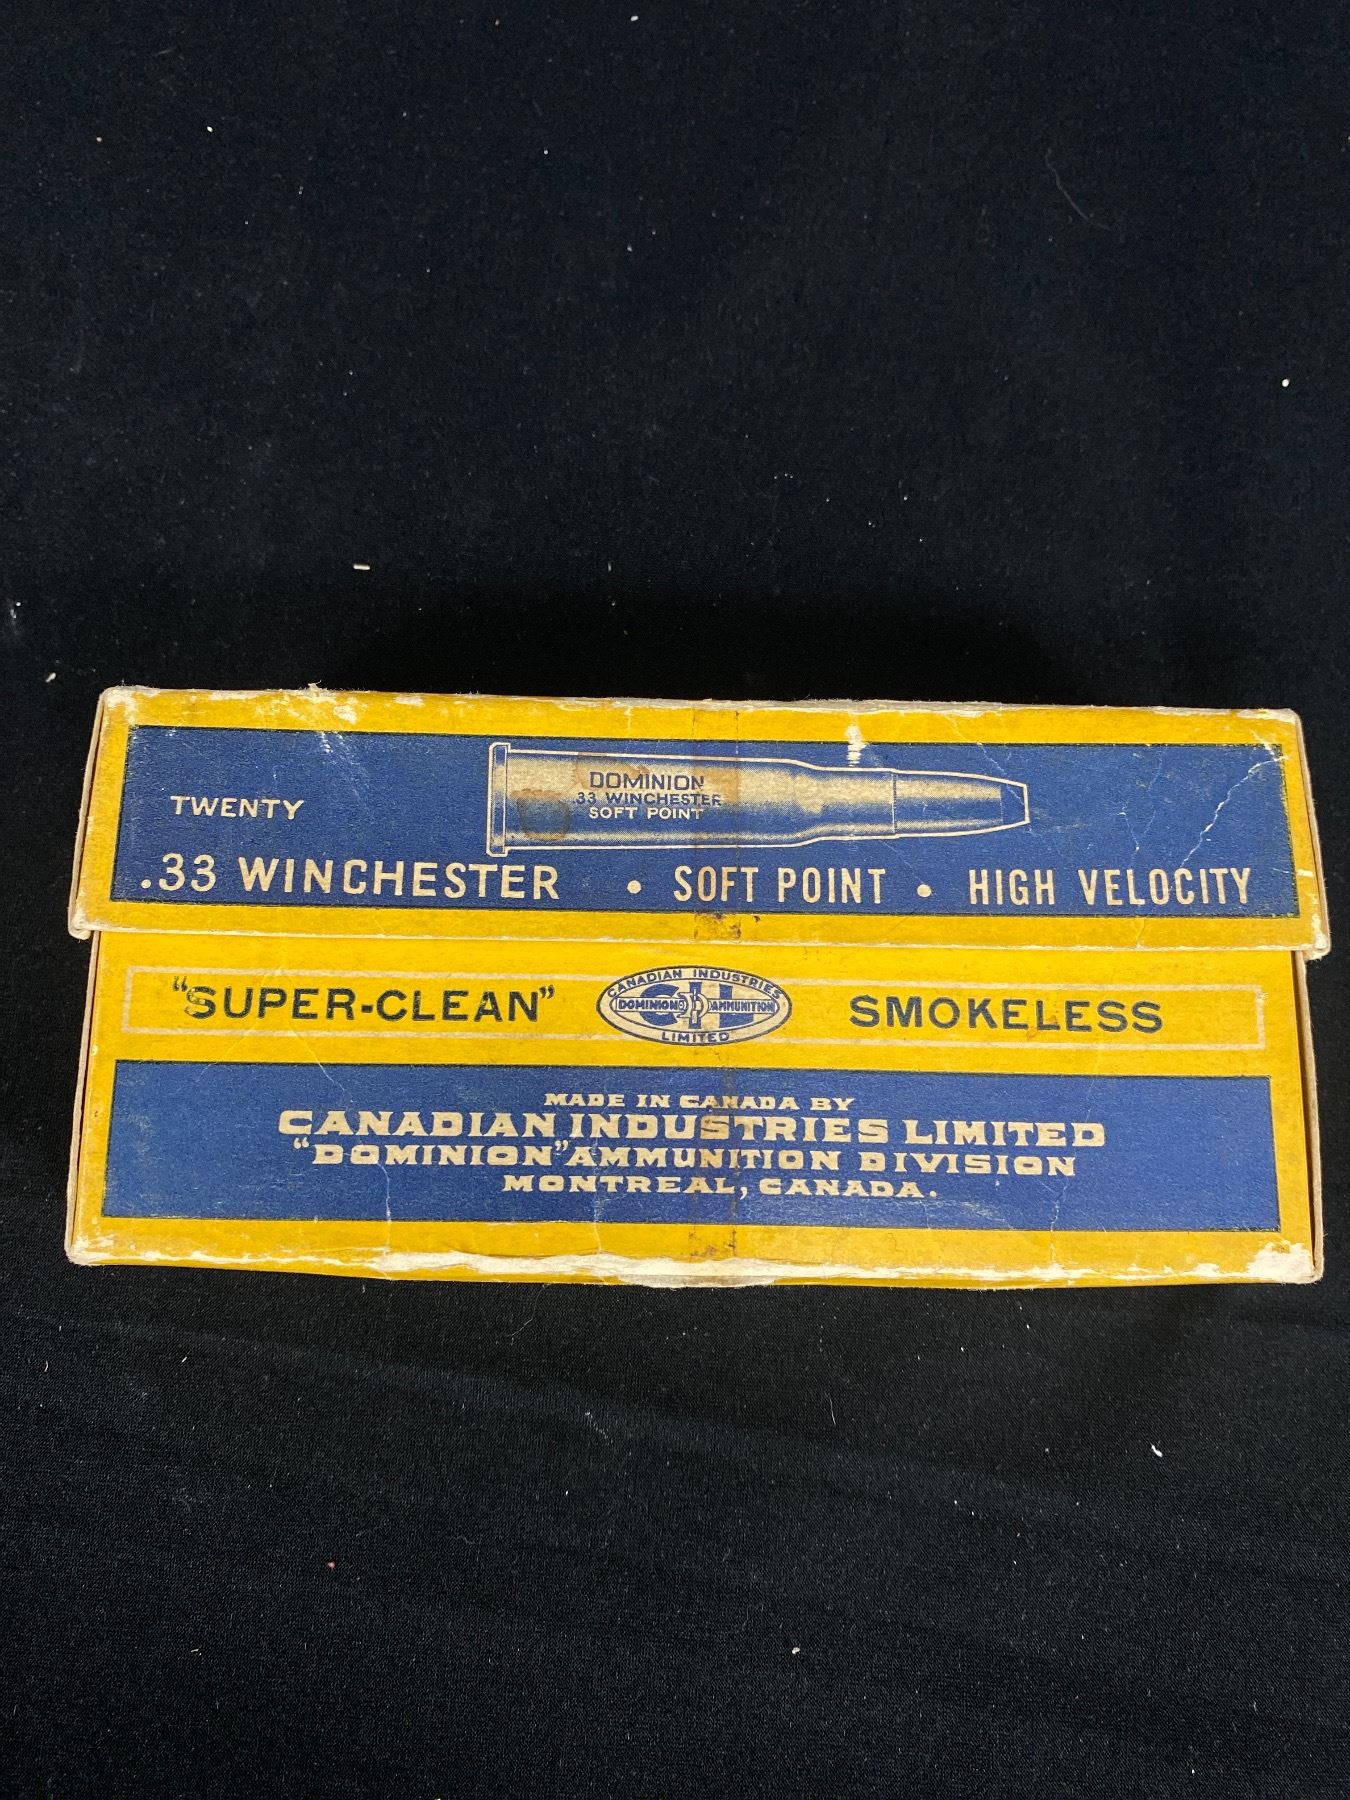 DOMINION
.33 WINCHESTER
SOFT POINT
TWENTY
.33 WINCHESTER • SOFT POINT • HIGH VELOCITY
"SUPER-CLEAN"
CANADIAN INDUSTRIES
DOMINION AMMUNITION
CIL
LIMITED
SMOKELESS
MADE IN CANADA BY
CANADIAN INDUSTRIES LIMITED
"DOMINION" AMMUNITION DIVISION
MONTREAL, CANADA.